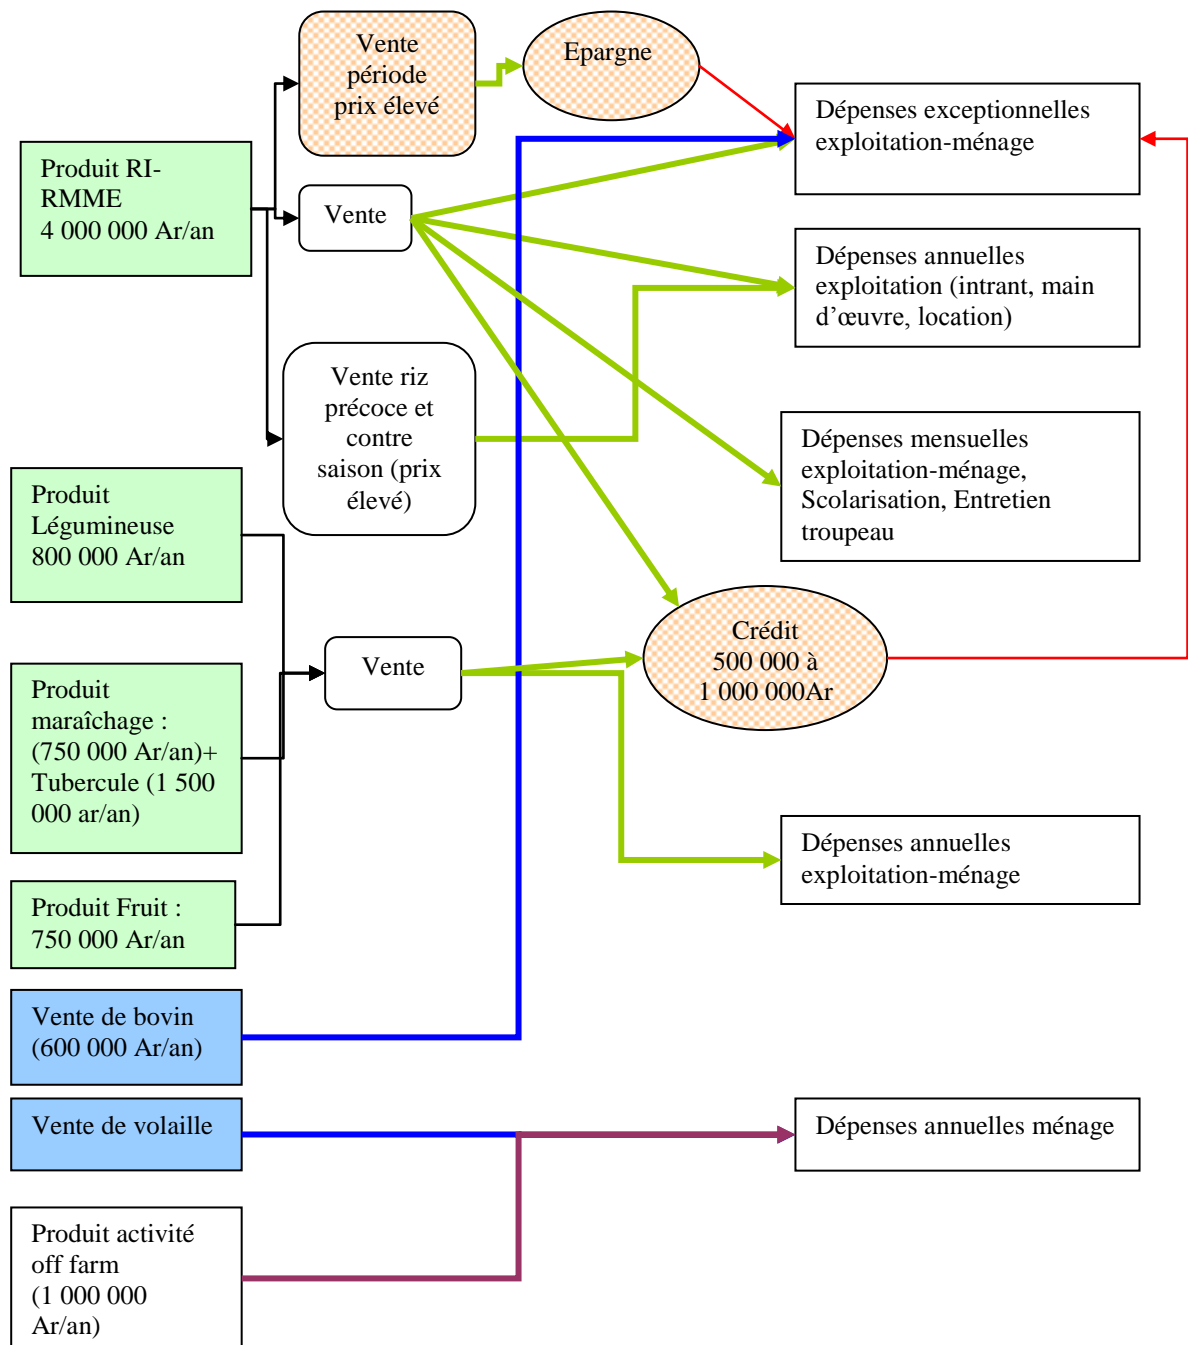 Vente
période
prix élevé
Epargne
Dépenses exceptionnelles
exploitation-ménage
Produit RI-
RMME
4 000 000 Ar/an
Vente
Dépenses annuelles
exploitation (intrant, main
d’œuvre, location)
Vente riz
précoce et
contre
saison (prix
élevé)
Dépenses mensuelles
exploitation-ménage,
Scolarisation, Entretien
troupeau
Produit
Légumineuse
800 000 Ar/an
Crédit
500 000 à
1 000 000Ar
Vente
Produit
maraîchage :
(750 000 Ar/an)+
Tubercule (1 500
000 ar/an)
Dépenses annuelles
exploitation-ménage
Produit Fruit :
750 000 Ar/an
Vente de bovin
(600 000 Ar/an)
Vente de volaille
Dépenses annuelles ménage
Produit activité
off farm
(1 000 000
Ar/an)